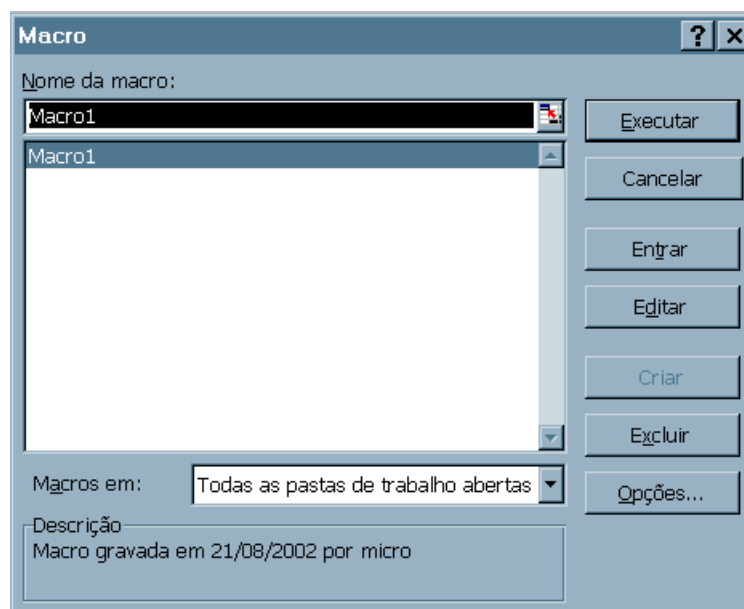 Macro
Nome da macro:
Macro1
Executar
Macro1
Cancelar
Entrar
Editar
Criar
Excluir
Macros em:
Todas as pastas de trabalho abertas
Opções...
Descrição
Macro gravada em 21/08/2002 por micro